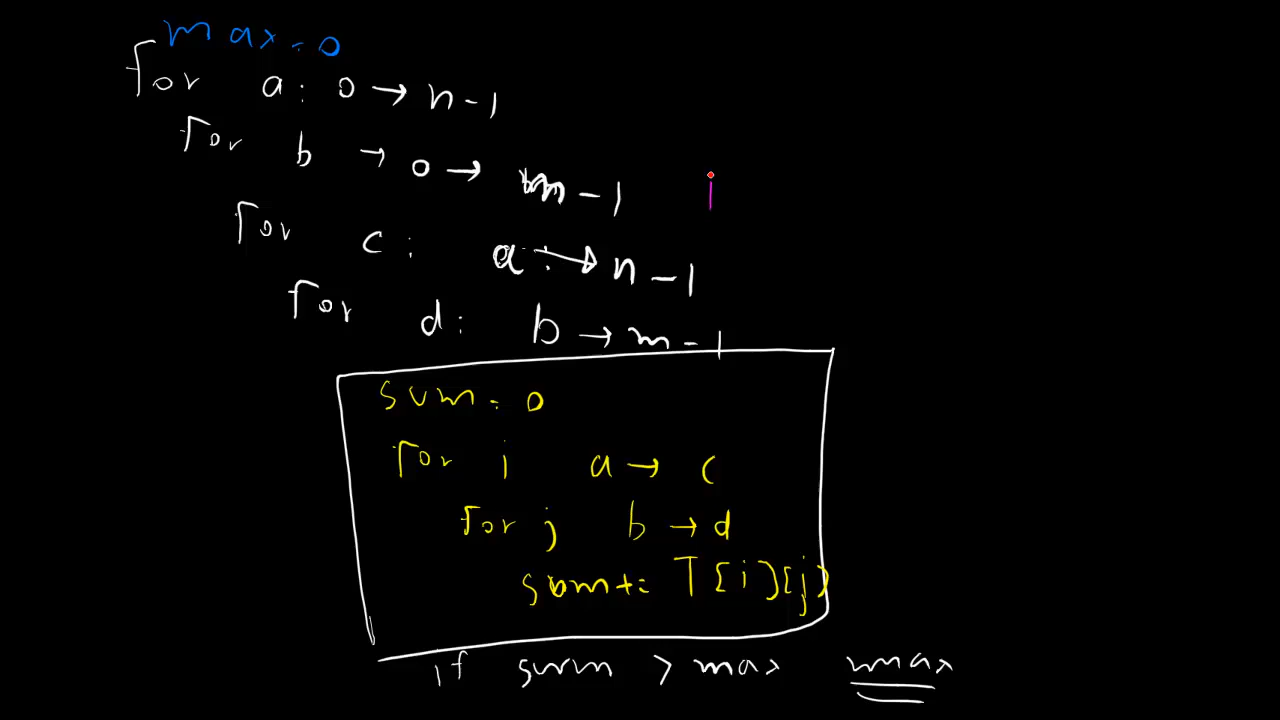 max = 0
for a: 0 → n-1
for b → 0 → m-1
i
for c: a: → n-1
for d: b → m-1
sum = 0
for i a → c
for j b → d
sum += T[i][j]
if sum > max max